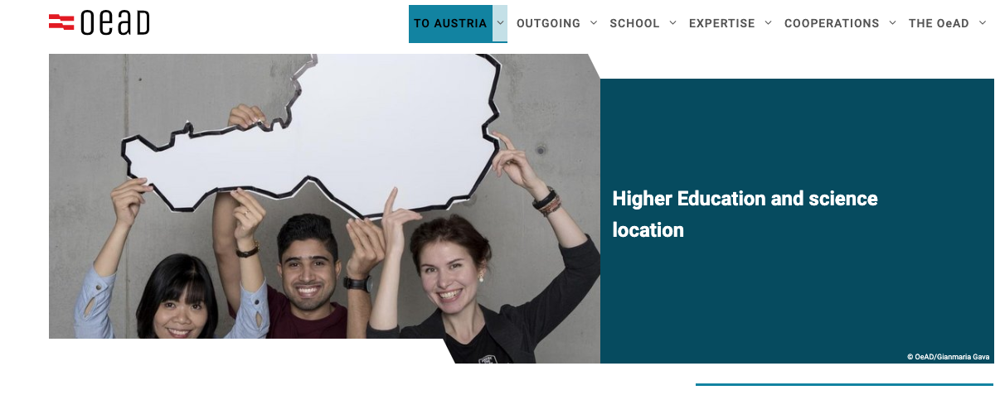 oead
TO AUSTRIA OUTGOING SCHOOL EXPERTISE COOPERATIONS THE OeAD
Higher Education and science
location
© OeAD/Gianmaria Gava